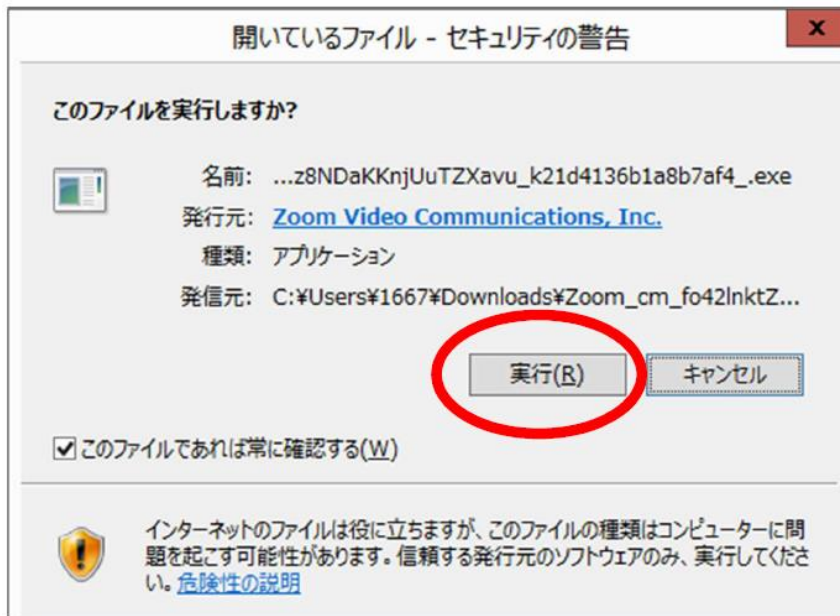 開いているファイル - セキュリティの警告
x
このファイルを実行しますか?
名前: ...z8NDaKKnjUuTZXavu_k21d4136b1a8b7af4_.exe
発行元: Zoom Video Communications, Inc.
種類: アプリケーション
発信元: C:¥Users¥1667¥Downloads¥Zoom_cm_fo42lnktZ...
実行(R) キャンセル
このファイルであれば常に確認する(W)
インターネットのファイルは役に立ちますが、このファイルの種類はコンピューターに問
題を起こす可能性があります。信頼する発行元のソフトウェアのみ、実行してくださ
い。危険性の説明